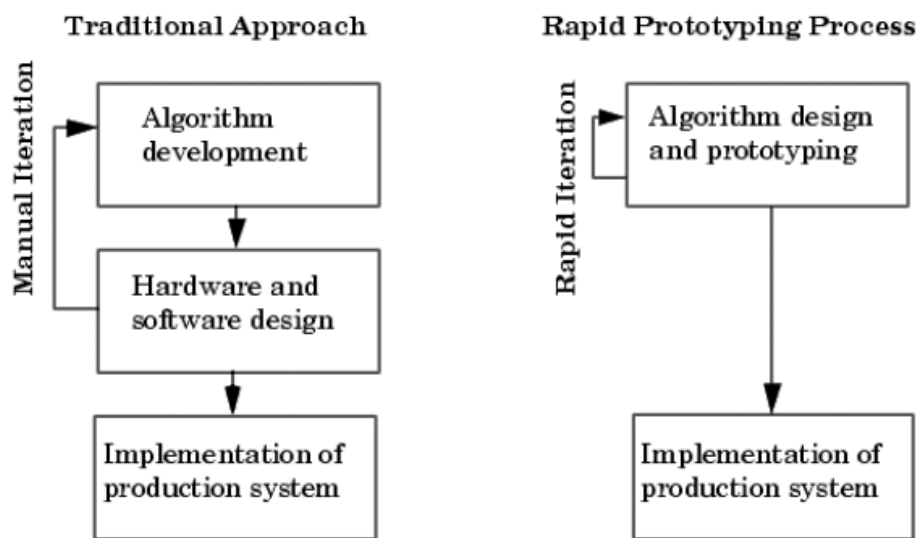 Traditional Approach
Manual Iteration
Algorithm
development
Hardware and
software design
Implementation of
production system
Rapid Prototyping Process
Rapid Iteration
Algorithm design
and prototyping
Implementation of
production system